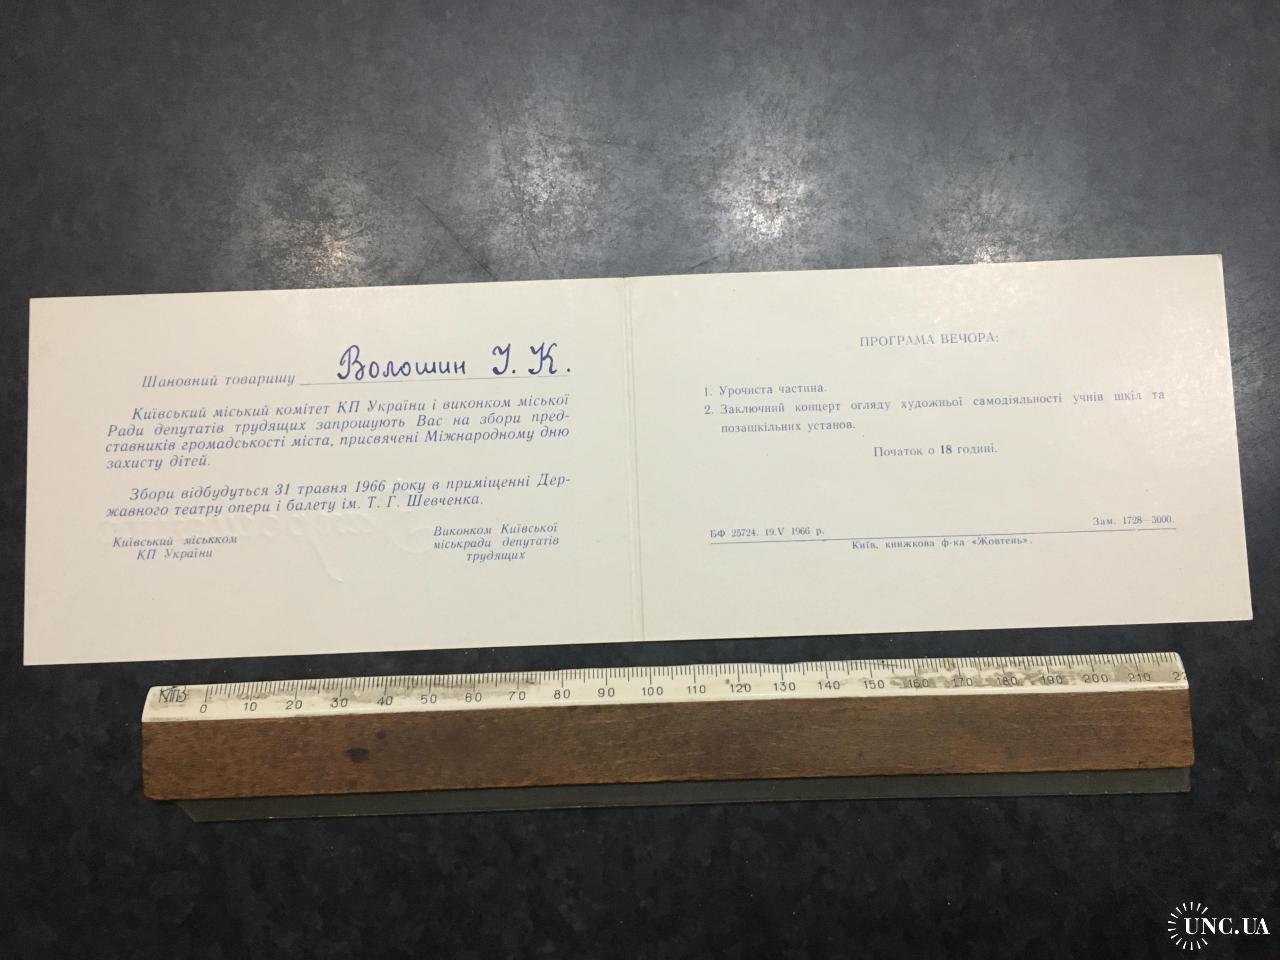 Шановний товаришу Волошин І. К.
Київський міський комітет КП України і виконком міської
Ради депутатів трудящих запрошують Вас на збори пред-
ставників громадськості міста, присвячені Міжнародному дню
захисту дітей.
Збори відбудуться 31 травня 1966 року в приміщенні Дер-
жавного театру опери і балету ім. Т. Г. Шевченка.
Київський міськком
КП України
Виконком Київської
міськради депутатів
трудящих
ПРОГРАМА ВЕЧОРА:
1. Урочиста частина.
2. Заключний концерт огляду художньої самодіяльності учнів шкіл та
позашкільних установ.
Початок о 18 годині.
БФ 25724. 19.V 1966 р. Зам. 1728—3000.
Київ, книжкова ф-ка «Жовтень».
0 10 20 30 40 50 60 70 80 90 100 110 120 130 140 150 160 170 180 190 200 210
UNC.UA